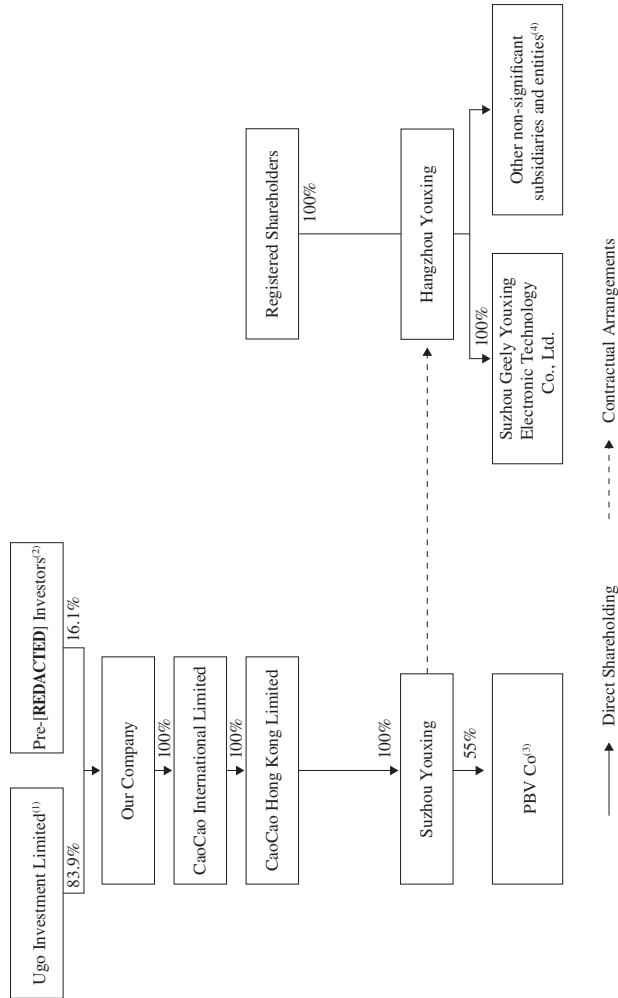 Ugo Investment Limited(1)
Pre-[REDACTED] Investors(2)
83.9%
16.1%
Our Company
100%
CaoCao International Limited
100%
CaoCao Hong Kong Limited
100%
Registered Shareholders
100%
Suzhou Youxing
Hangzhou Youxing
55%
100%
PBV Co(3)
Suzhou Geely Youxing
Electronic Technology
Co., Ltd.
Other non-significant
subsidiaries and entities(4)
Direct Shareholding
Contractual Arrangements